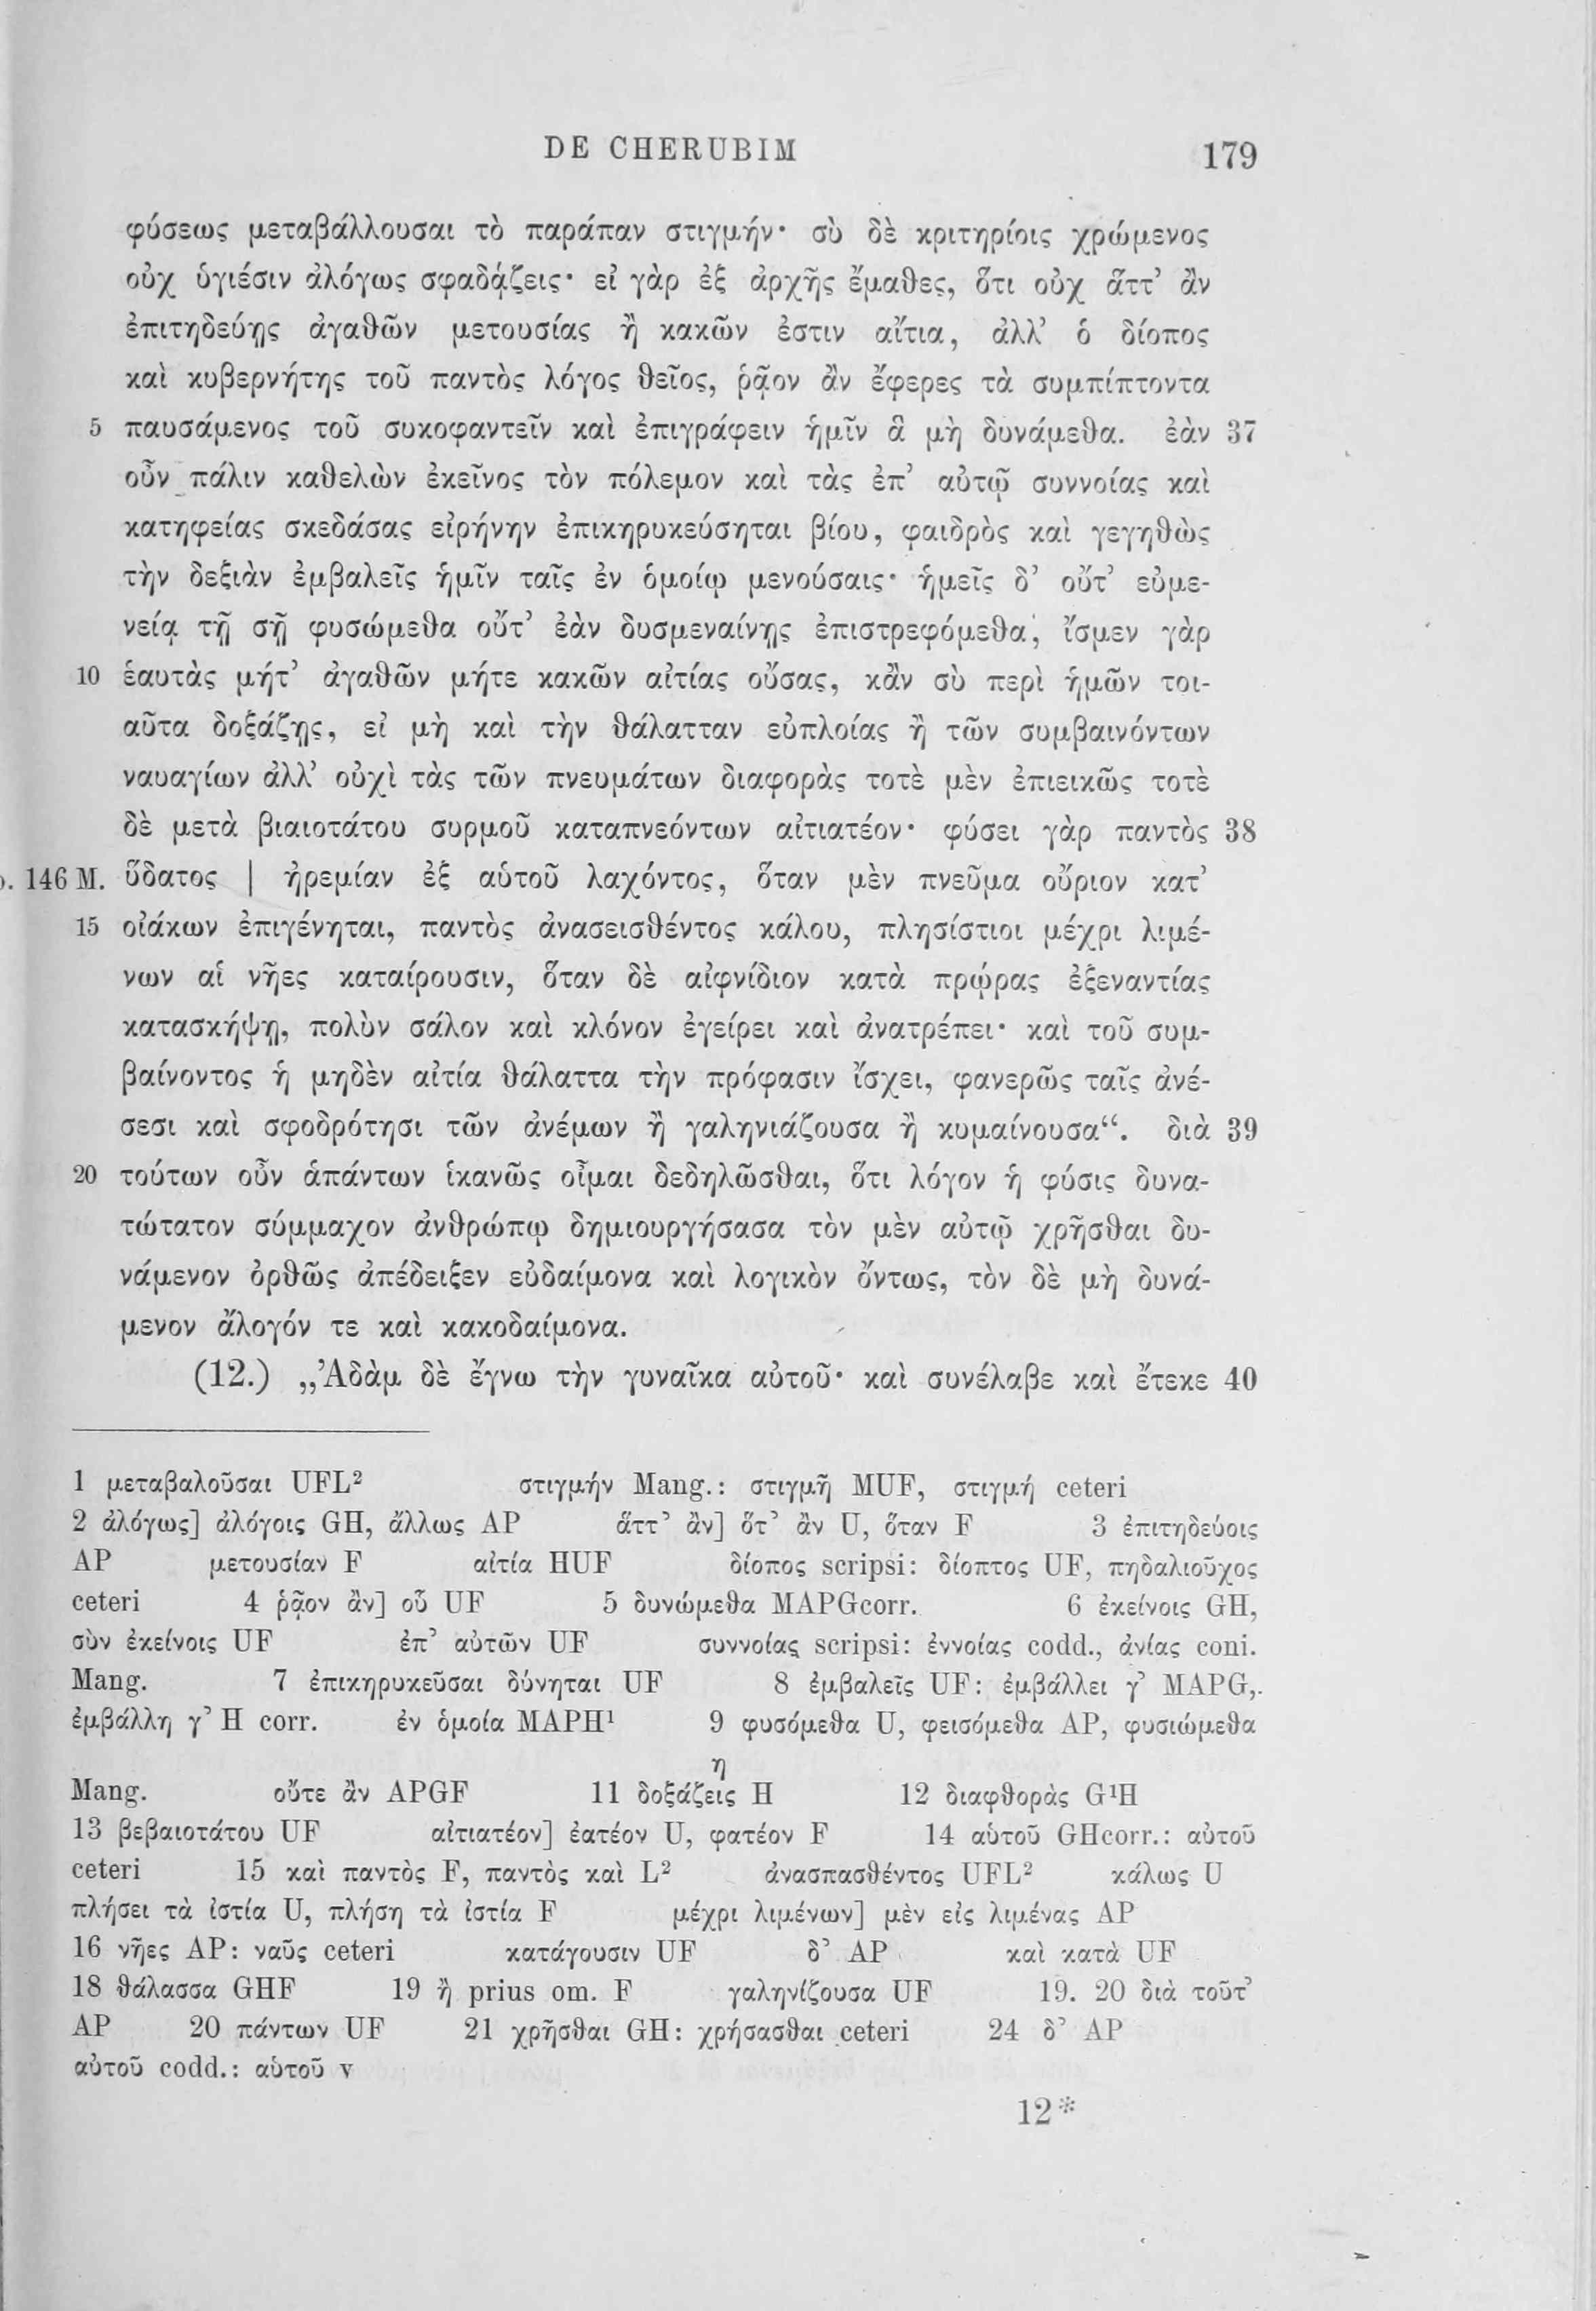 DE CHERUBIM 179
φύσεως μεταβάλλουσαι τὸ παράπαν στιγμήν· σὺ δὲ κριτηρίοις χρώμενος
οὐχ ὑγιέσιν ἀλόγως σφαδᾴζεις· εἰ γὰρ ἐξ ἀρχῆς ἔμαθες, ὅτι οὐχ ἅττ’ ἂν
ἐπιτηδεύῃς ἀγαθῶν μετουσίας ἢ κακῶν ἐστιν αἴτια, ἀλλ’ ὁ δίοπος
καὶ κυβερνήτης τοῦ παντὸς λόγος θεῖος, ῥᾷον ἂν ἔφερες τὰ συμπίπτοντα
5 παυσάμενος τοῦ συκοφαντεῖν καὶ ἐπιγράφειν ἡμῖν ἃ μὴ δυνάμεθα. ἐὰν 37
οὖν πάλιν καθελὼν ἐκεῖνος τὸν πόλεμον καὶ τὰς ἐπ’ αὐτῷ συννοίας καὶ
κατηφείας σκεδάσας εἰρήνην ἐπικηρυκεύσηται βίου, φαιδρὸς καὶ γεγηθὼς
τὴν δεξιὰν ἐμβαλεῖς ἡμῖν ταῖς ἐν ὁμοίῳ μενούσαις· ἡμεῖς δ’ οὔτ’ εὐμε-
νείᾳ τῇ σῇ φυσώμεθα οὔτ’ ἐὰν δυσμεναίνῃς ἐπιστρεφόμεθα, ἴσμεν γὰρ
10 ἑαυτὰς μήτ’ ἀγαθῶν μήτε κακῶν αἰτίας οὔσας, κἂν σὺ περὶ ἡμῶν τοι-
αῦτα δοξάζῃς, εἰ μὴ καὶ τὴν θάλατταν εὐπλοίας ἢ τῶν συμβαινόντων
ναυαγίων ἀλλ’ οὐχὶ τὰς τῶν πνευμάτων διαφορὰς τοτὲ μὲν ἐπιεικῶς τοτὲ
δὲ μετὰ βιαιοτάτου συρμοῦ καταπνεόντων αἰτιατέον· φύσει γὰρ παντὸς 38
p. 146 M. ὕδατος | ἠρεμίαν ἐξ αὑτοῦ λαχόντος, ὅταν μὲν πνεῦμα οὔριον κατ’
15 οἰάκων ἐπιγένηται, παντὸς ἀνασεισθέντος κάλου, πλησίστιοι μέχρι λιμέ-
νων αἱ νῆες καταίρουσιν, ὅταν δὲ αἰφνίδιον κατὰ πρῴρας ἐξεναντίας
κατασκήψῃ, πολὺν σάλον καὶ κλόνον ἐγείρει καὶ ἀνατρέπει· καὶ τοῦ συμ-
βαίνοντος ἡ μηδὲν αἰτία θάλαττα τὴν πρόφασιν ἴσχει, φανερῶς ταῖς ἀνέ-
σεσι καὶ σφοδρότησι τῶν ἀνέμων ἢ γαληνιάζουσα ἢ κυμαίνουσα“. διὰ 39
20 τούτων οὖν ἁπάντων ἱκανῶς οἶμαι δεδηλῶσθαι, ὅτι λόγον ἡ φύσις δυνα-
τώτατον σύμμαχον ἀνθρώπῳ δημιουργήσασα τὸν μὲν αὐτῷ χρῆσθαι δυ-
νάμενον ὀρθῶς ἀπέδειξεν εὐδαίμονα καὶ λογικὸν ὄντως, τὸν δὲ μὴ δυνά-
μενον ἄλογόν τε καὶ κακοδαίμονα.
(12.) „Ἀδὰμ δὲ ἔγνω τὴν γυναῖκα αὐτοῦ· καὶ συνέλαβε καὶ ἔτεκε 40
1 μεταβαλοῦσαι UFL² στιγμήν Mang.: στιγμῇ MUF, στιγμή ceteri
2 ἀλόγως] ἀλόγοις GH, ἄλλως AP ἅττ’ ἂν] ὅτ’ ἂν U, ὅταν F 3 ἐπιτηδεύοις
AP μετουσίαν F αἰτία HUF δίοπος scripsi: δίοπτος UF, πηδαλιοῦχος
ceteri 4 ῥᾷον ἂν] οὗ UF 5 δυνώμεθα MAPGcorr. 6 ἐκείνοις GH,
σὺν ἐκείνοις UF ἐπ’ αὐτῶν UF συννοίας scripsi: ἐννοίας codd., ἀνίας coni.
Mang. 7 ἐπικηρυκεῦσαι δύνηται UF 8 ἐμβαλεῖς UF: ἐμβάλλει γ’ MAPG,
ἐμβάλλη γ’ H corr. ἐν ὁμοία MAPH¹ 9 φυσόμεθα U, φεισόμεθα AP, φυσιώμεθα
η
Mang. οὔτε ἂν APGF 11 δοξάζεις H 12 διαφθορὰς G¹H
13 βεβαιοτάτου UF αἰτιατέον] ἐατέον U, φατέον F 14 αὑτοῦ GHcorr.: αὐτοῦ
ceteri 15 καὶ παντὸς F, παντὸς καὶ L² ἀνασπασθέντος UFL² κάλως U
πλήσει τὰ ἱστία U, πλήση τὰ ἱστία F μέχρι λιμένων] μὲν εἰς λιμένας AP
16 νῆες AP: ναῦς ceteri κατάγουσιν UF δ’ AP καὶ κατὰ UF
18 θάλασσα GHF 19 ἢ prius om. F γαληνίζουσα UF 19. 20 διὰ τοῦτ’
AP 20 πάντων UF 21 χρῆσθαι GH: χρήσασθαι ceteri 24 δ’ AP
αὐτοῦ codd.: αὑτοῦ v
12*